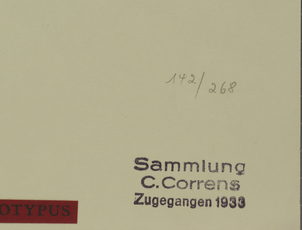 142/268
Sammlung
C.Correns
Zugegangen 1933
OTYPUS